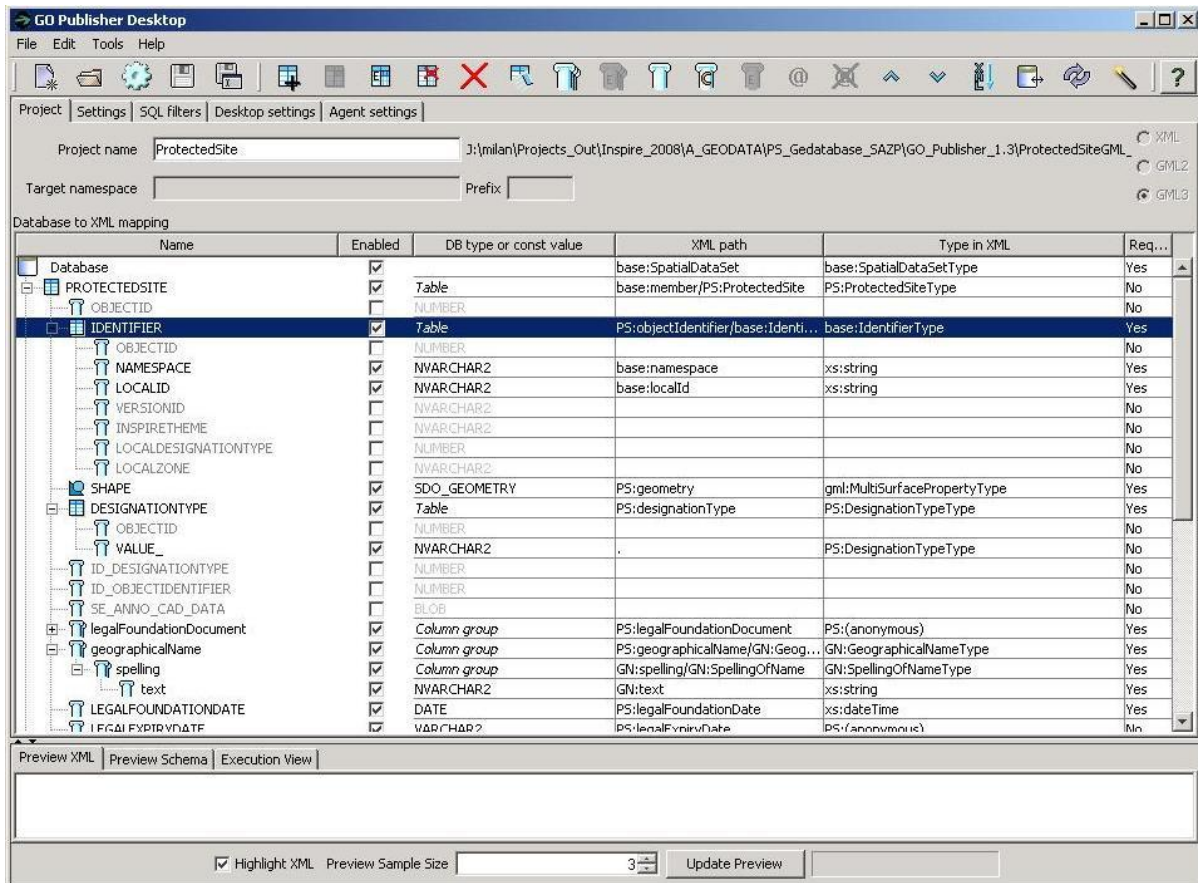 GO Publisher Desktop
File Edit Tools Help
Project Settings SQL filters Desktop settings Agent settings
Project name ProtectedSite J:\milan\Projects_Out\Inspire_2008\A_GEODATA\PS_Gedatabase_SAZP\GO_Publisher_1.3\ProtectedSiteGML_ XML
GML2
Target namespace Prefix GML3
Database to XML mapping
Name Enabled DB type or const value XML path Type in XML Req...
Database base:SpatialDataSet base:SpatialDataSetType Yes
PROTECTEDSITE Table base:member/PS:ProtectedSite PS:ProtectedSiteType No
OBJECTID NUMBER No
IDENTIFIER Table PS:objectIdentifier/base:Identi... base:IdentifierType Yes
OBJECTID NUMBER No
NAMESPACE NVARCHAR2 base:namespace xs:string Yes
LOCALID NVARCHAR2 base:localId xs:string Yes
VERSIONID NVARCHAR2 No
INSPIRETHEME NVARCHAR2 No
LOCALDESIGNATIONTYPE NUMBER No
LOCALZONE NVARCHAR2 No
SHAPE SDO_GEOMETRY PS:geometry gml:MultiSurfacePropertyType Yes
DESIGNATIONTYPE Table PS:designationType PS:DesignationTypeType Yes
OBJECTID NUMBER No
VALUE_ NVARCHAR2 . PS:DesignationTypeType No
ID_DESIGNATIONTYPE NUMBER No
ID_OBJECTIDENTIFIER NUMBER No
SE_ANNO_CAD_DATA BLOB No
legalFoundationDocument Column group PS:legalFoundationDocument PS:(anonymous) Yes
geographicalName Column group PS:geographicalName/GN:Geog... GN:GeographicalNameType Yes
spelling Column group GN:spelling/GN:SpellingOfName GN:SpellingOfNameType Yes
text NVARCHAR2 GN:text xs:string Yes
LEGALFOUNDATIONDATE DATE PS:legalFoundationDate xs:dateTime Yes
LEGALEXPIRYDATE VARCHAR2 PS:legalExpiryDate PS:(anonymous) No
Preview XML Preview Schema Execution View
Highlight XML Preview Sample Size 3 Update Preview